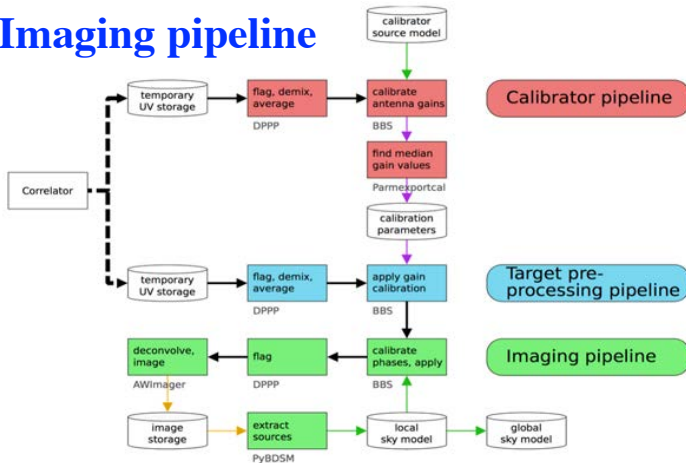 Imaging pipeline
calibrator
source model
temporary
UV storage
flag, demix,
average
DPPP
calibrate
antenna gains
BBS
Calibrator pipeline
find median
gain values
Parmexportcal
Correlator
calibration
parameters
temporary
UV storage
flag, demix,
average
DPPP
apply gain
calibration
BBS
Target pre-
processing pipeline
deconvolve,
image
AWImager
flag
DPPP
calibrate
phases, apply
BBS
Imaging pipeline
image
storage
extract
sources
PyBDSM
local
sky model
global
sky model